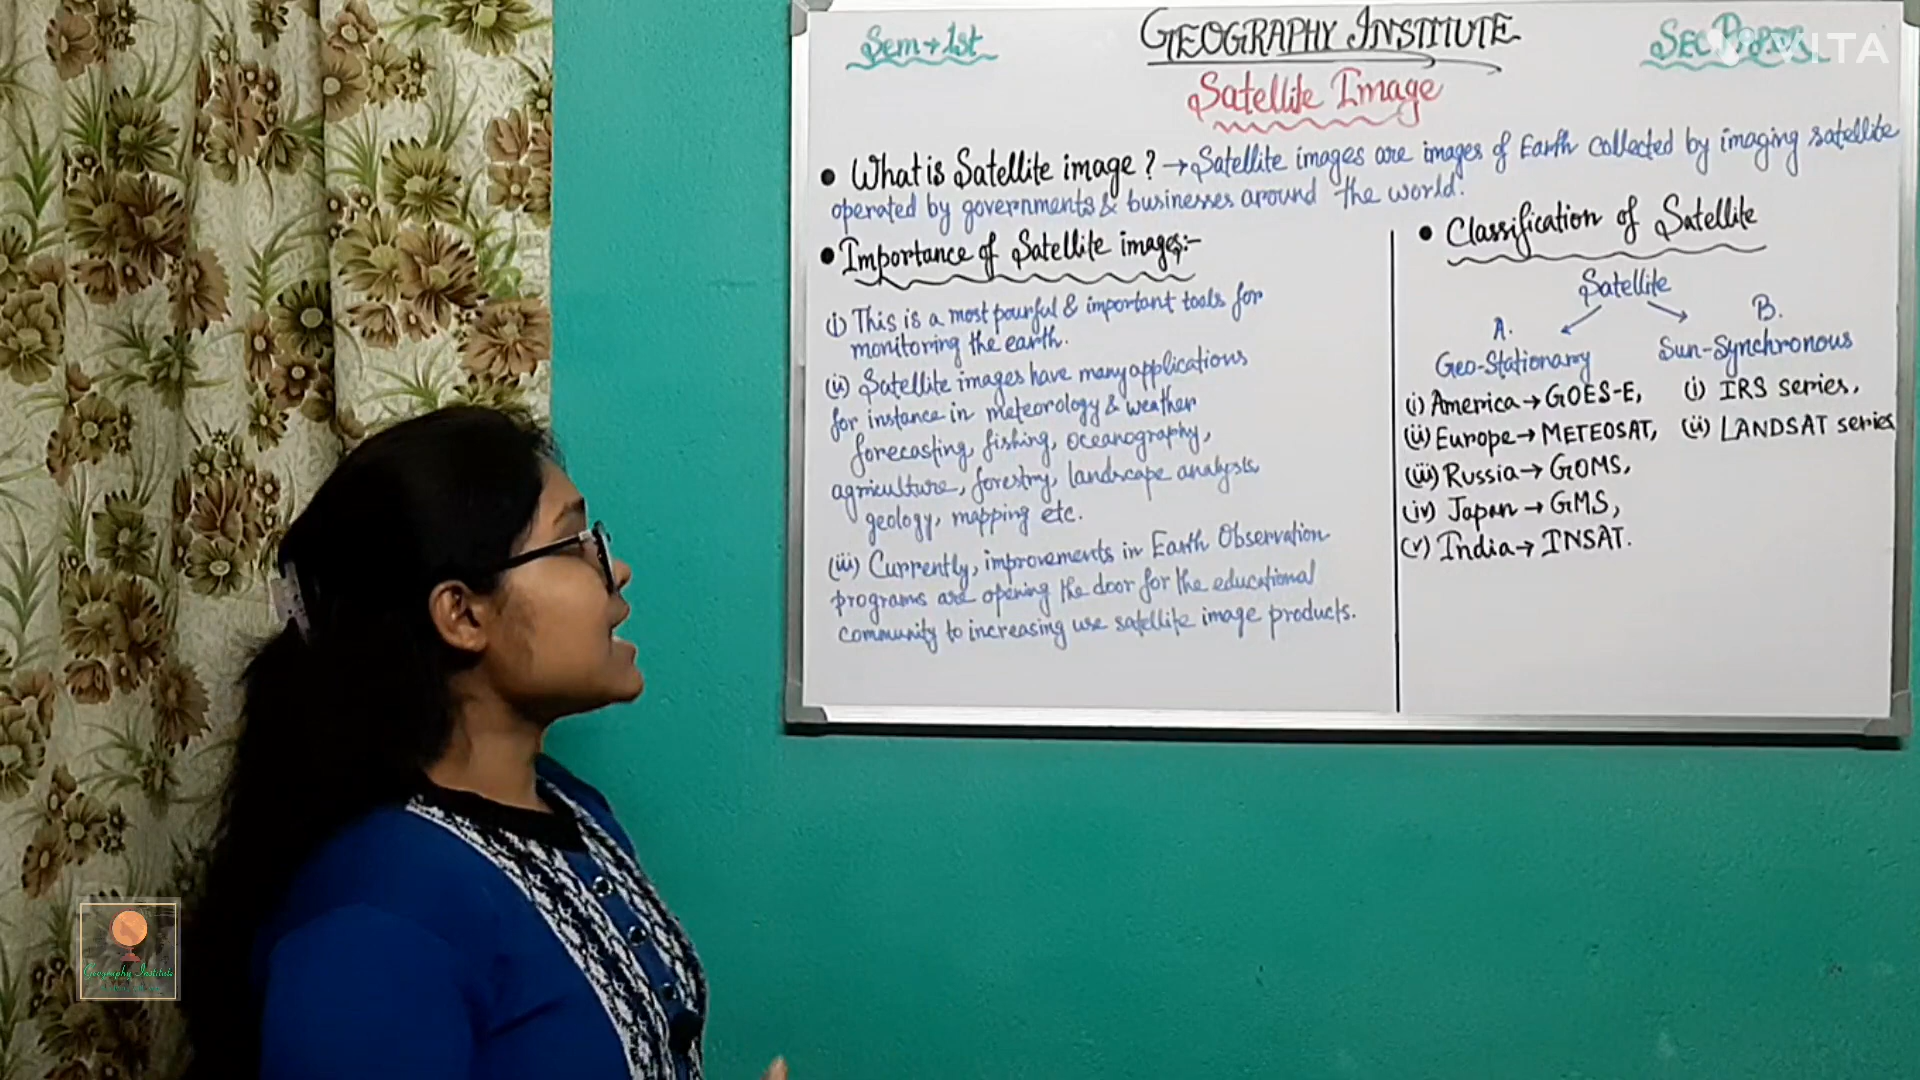 Sem → 1st
GEOGRAPHY INSTITUTE
SEC
VITA
Satellite Image
• What is Satellite image ? → Satellite images are images of Earth collected by imaging satellite
operated by governments & businesses around the world.
• Importance of Satellite images:-
(i) This is a most pourful & important tools for
monitoring the earth.
(ii) Satellite images have many applications
for instance in meteorology & weather
forecasting, fishing, oceanography,
agriculture, forestry, landscape analysis,
geology, mapping etc.
(iii) Currently, improvements in Earth Observation
programs are opening the door for the educational
community to increasing use satellite image products.
• Classification of Satellite
Satellite
A.
Geo-Stationary
(i) America → GOES-E,
(ii) Europe → METEOSAT,
(iii) Russia → GOMS,
(iv) Japan → GMS,
(v) India → INSAT.
B.
Sun-Synchronous
(i) IRS series,
(ii) LANDSAT series
Geography Institute